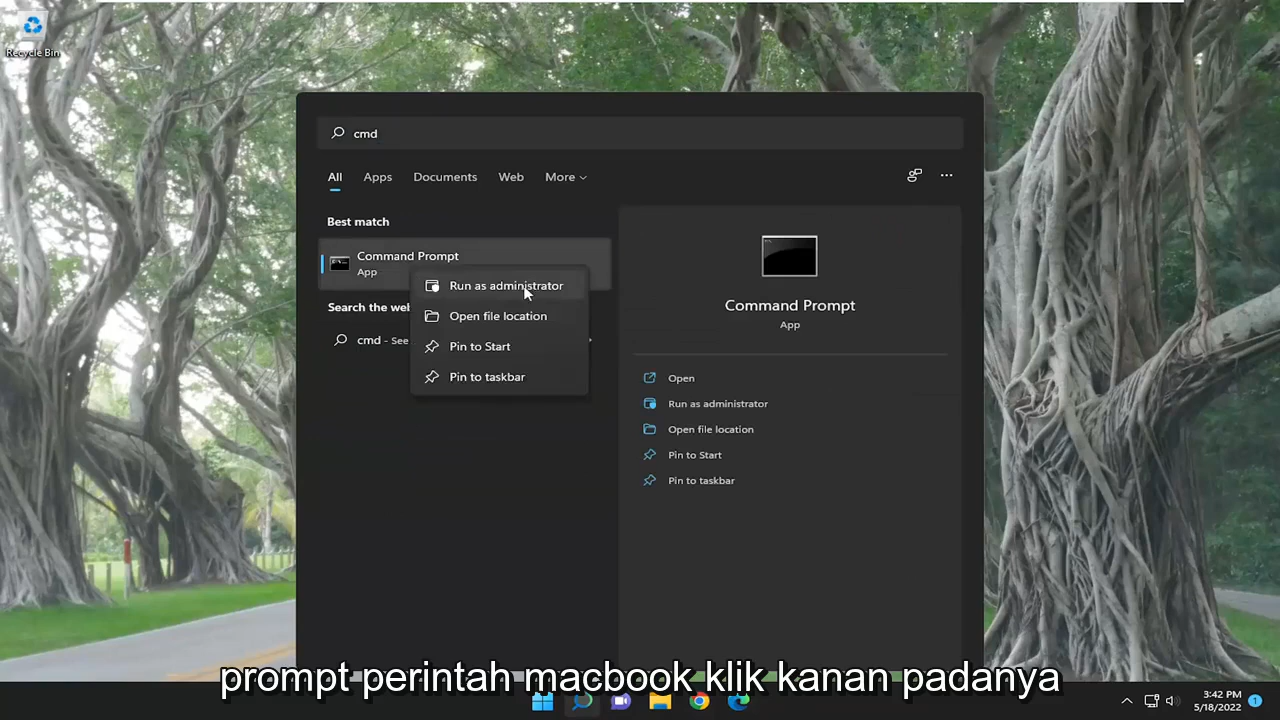 Recycle Bin
cmd
All Apps Documents Web More
Best match
Command Prompt
App
Search the web
cmd - See
Run as administrator
Open file location
Pin to Start
Pin to taskbar
Command Prompt
App
Open
Run as administrator
Open file location
Pin to Start
Pin to taskbar
prompt perintah macbook klik kanan padanya
3:42 PM
5/18/2022
1